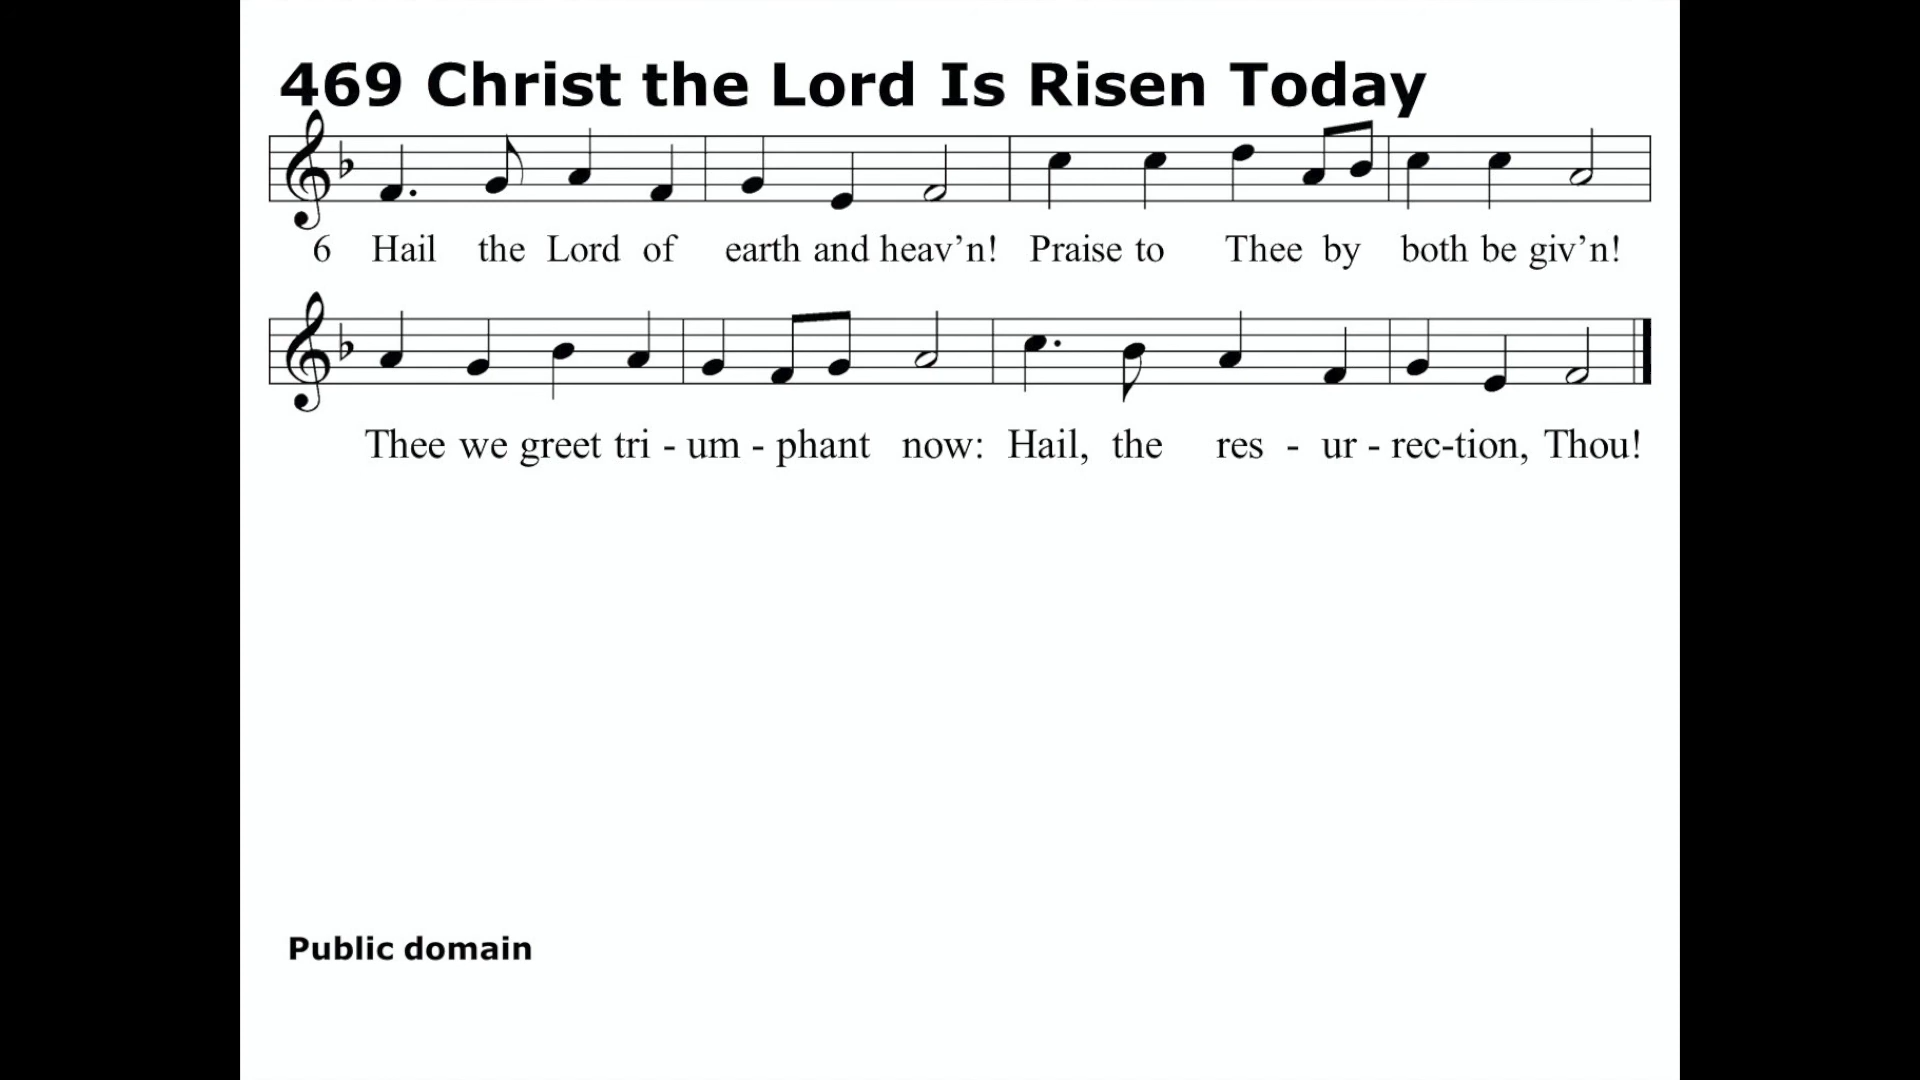 469 Christ the Lord Is Risen Today
6 Hail the Lord of earth and heav’n! Praise to Thee by both be giv’n!
Thee we greet tri - um - phant now: Hail, the res - ur - rec-tion, Thou!
Public domain